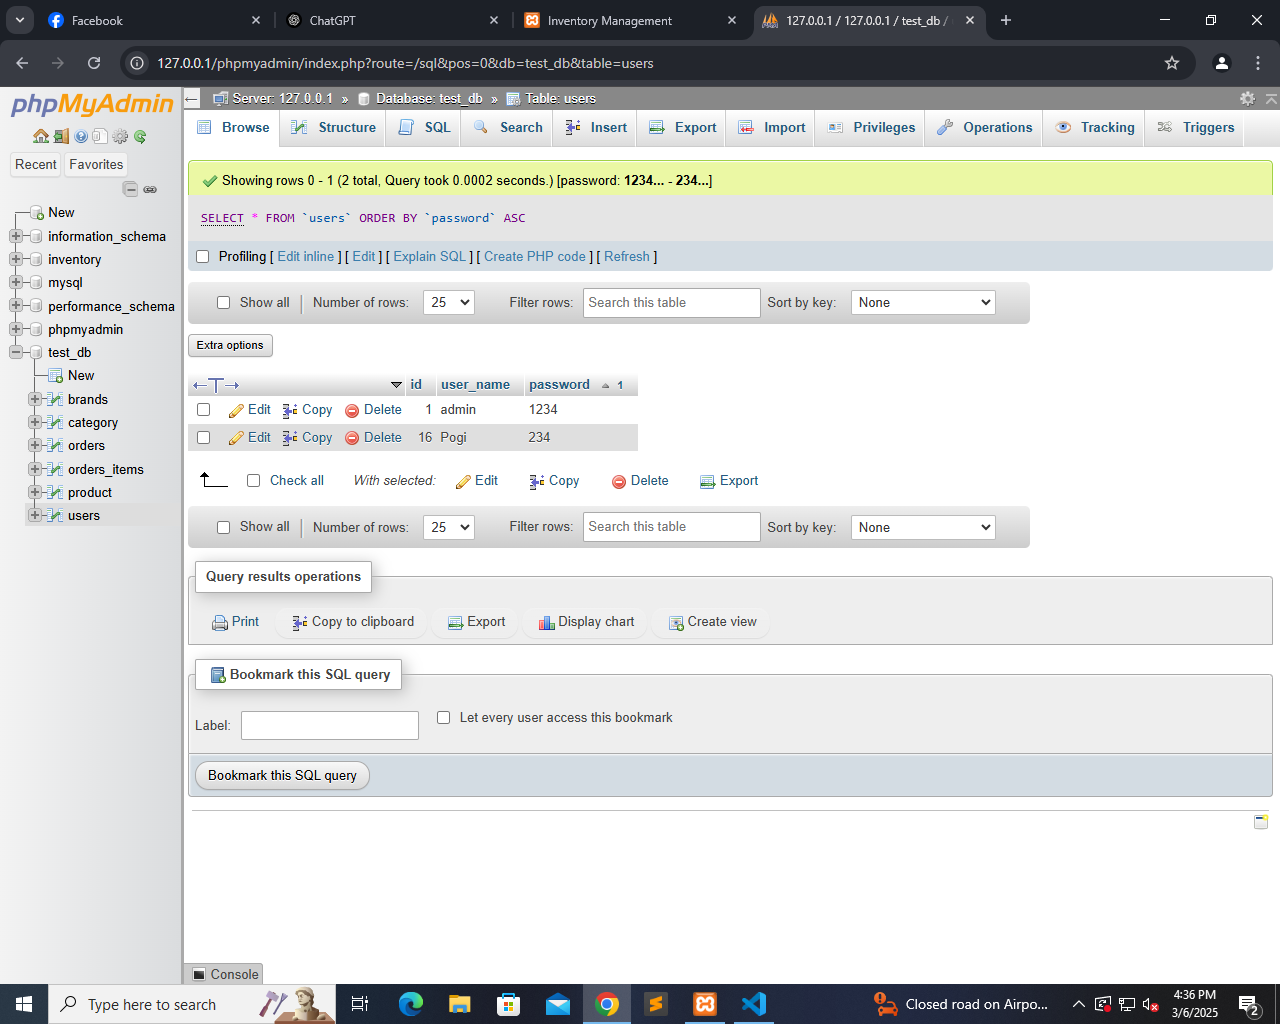 Facebook
ChatGPT
Inventory Management
127.0.0.1 / 127.0.0.1 / test_db /
127.0.0.1/phpmyadmin/index.php?route=/sql&pos=0&db=test_db&table=users
phpMyAdmin
Recent
Favorites
New
information_schema
inventory
mysql
performance_schema
phpmyadmin
test_db
New
brands
category
orders
orders_items
product
users
Server: 127.0.0.1 » Database: test_db » Table: users
Browse
Structure
SQL
Search
Insert
Export
Import
Privileges
Operations
Tracking
Triggers
Showing rows 0 - 1 (2 total, Query took 0.0002 seconds.) [password: 1234... - 234...]
SELECT * FROM `users` ORDER BY `password` ASC
Profiling [ Edit inline ] [ Edit ] [ Explain SQL ] [ Create PHP code ] [ Refresh ]
Show all
Number of rows:
25
Filter rows:
Search this table
Sort by key:
None
Extra options
id user_name password 1
Edit Copy Delete 1 admin 1234
Edit Copy Delete 16 Pogi 234
Check all With selected: Edit Copy Delete Export
Show all
Number of rows:
25
Filter rows:
Search this table
Sort by key:
None
Query results operations
Print
Copy to clipboard
Export
Display chart
Create view
Bookmark this SQL query
Label:
Let every user access this bookmark
Bookmark this SQL query
Console
Type here to search
Closed road on Airpo...
4:36 PM
3/6/2025
2